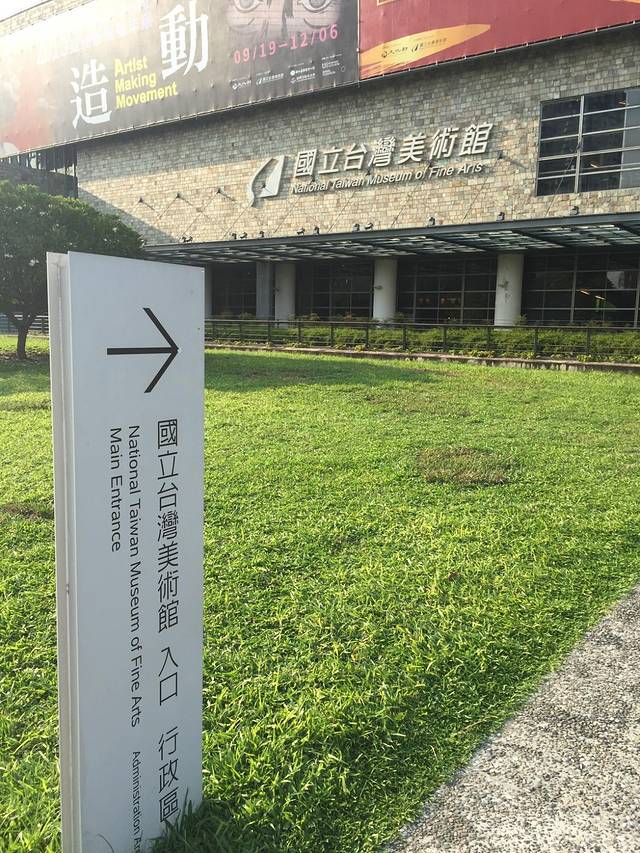 造動
Artist
Making
Movement
09/19-12/06
國立台灣美術館
National Taiwan Museum of Fine Arts
國立台灣美術館 入口 行政區
National Taiwan Museum of Fine Arts Administration
Main Entrance